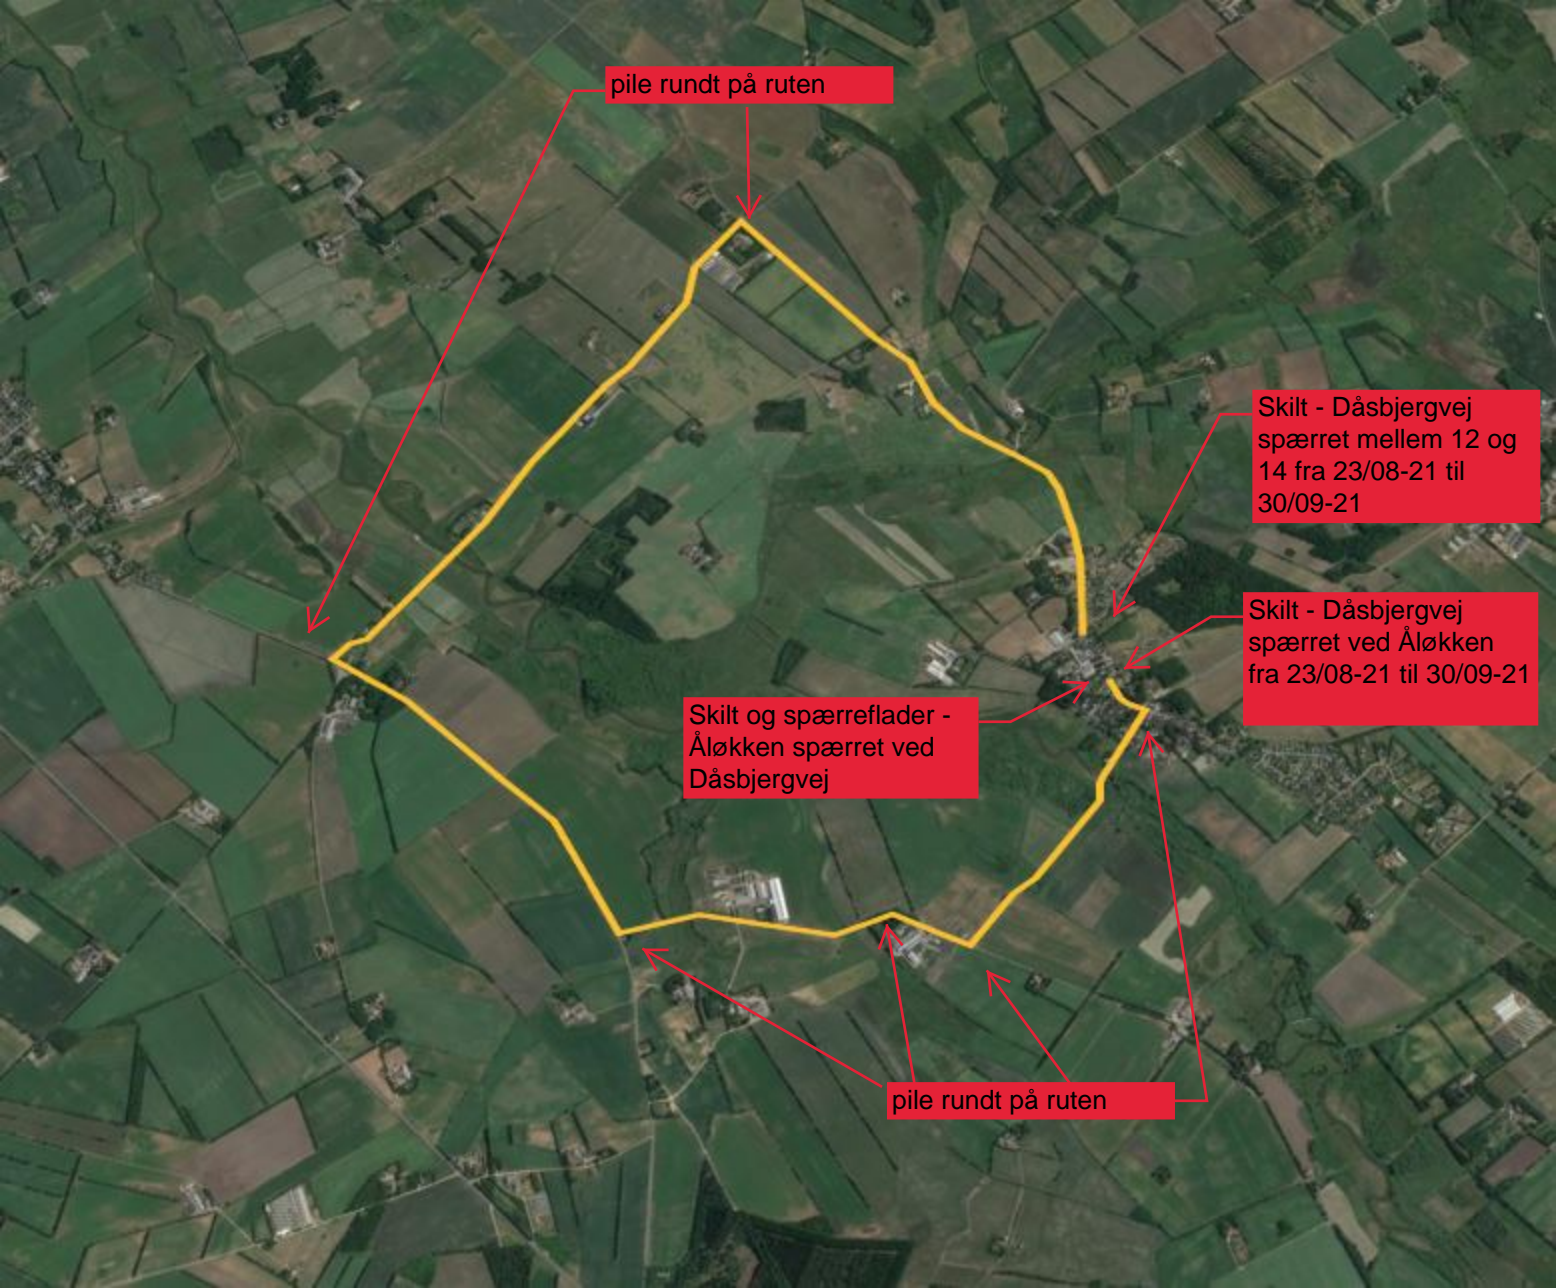 pile rundt på ruten
Skilt - Dåsbjergvej
spærret mellem 12 og
14 fra 23/08-21 til
30/09-21
Skilt - Dåsbjergvej
spærret ved Åløkken
fra 23/08-21 til 30/09-21
Skilt og spærreflader -
Åløkken spærret ved
Dåsbjergvej
pile rundt på ruten